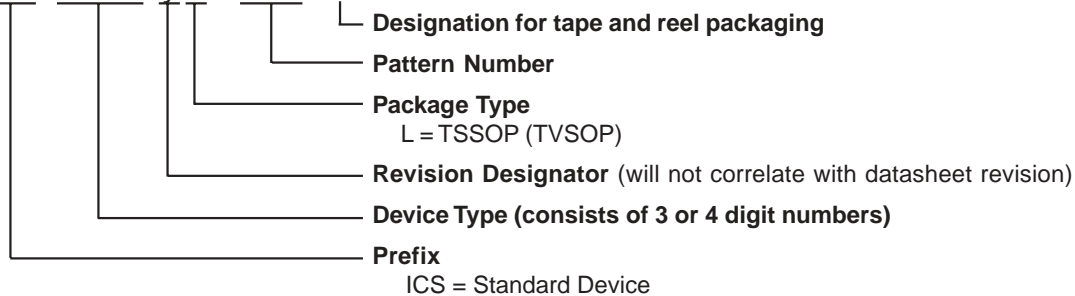 Designation for tape and reel packaging
Pattern Number
Package Type
L = TSSOP (TVSOP)
Revision Designator (will not correlate with datasheet revision)
Device Type (consists of 3 or 4 digit numbers)
Prefix
ICS = Standard Device